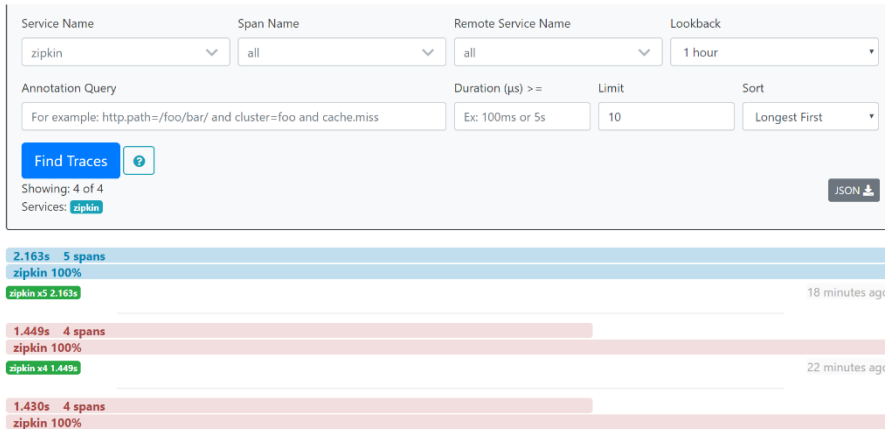 Service Name Span Name Remote Service Name Lookback
zipkin all all 1 hour
Annotation Query Duration (μs) >= Limit Sort
For example: http.path=/foo/bar/ and cluster=foo and cache.miss Ex: 100ms or 5s 10 Longest First
Find Traces ?
Showing: 4 of 4 JSON
Services: zipkin
2.163s 5 spans
zipkin 100%
zipkin x5 2.163s 18 minutes ago
1.449s 4 spans
zipkin 100%
zipkin x4 1.449s 22 minutes ago
1.430s 4 spans
zipkin 100%